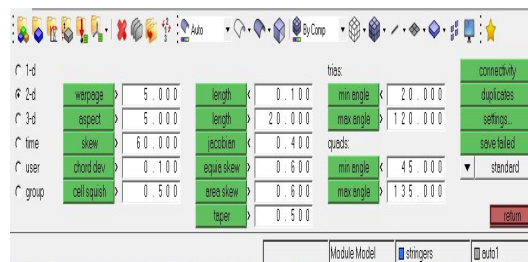 Auto By Comp
1-d trias: connectivity
2-d warpage > 5.000 length < 0.100 min angle < 20.000 duplicates
3-d aspect > 5.000 length > 20.000 max angle > 120.000 settings...
time skew > 60.000 jacobian < 0.400 quads: save failed
user chord dev > 0.100 equia skew > 0.600 min angle < 45.000 standard
group cell squish > 0.500 area skew > 0.600 max angle > 135.000
taper > 0.500 return
Module Model stringers auto1